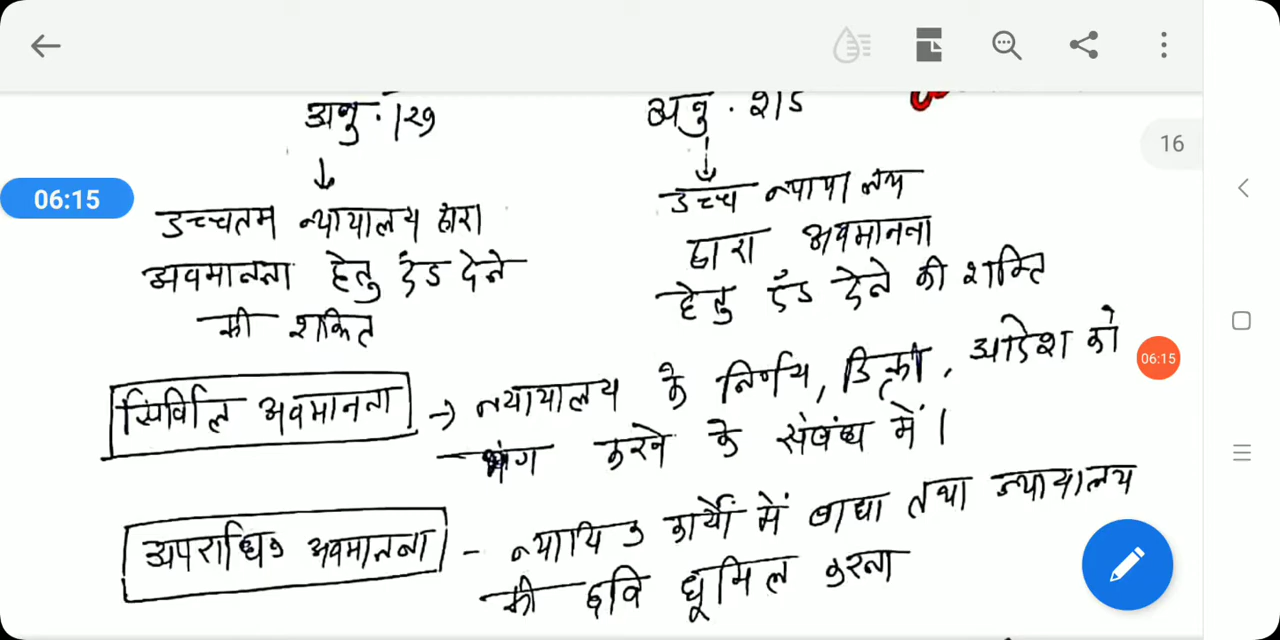 अनु. 129
अनु. 215
16
06:15
उच्चतम न्यायालय द्वारा
अवमानना हेतु दंड देने
की शक्ति
उच्च न्यायालय
द्वारा अवमानना
हेतु दंड देने की शक्ति
सिविल अवमानना → न्यायालय के निर्णय, डिक्री, आदेश को
भंग करने के संबंध में।
06:15
अपराधिक अवमानना - न्यायिक कार्यों में बाधा तथा न्यायालय
की छवि धूमिल करना